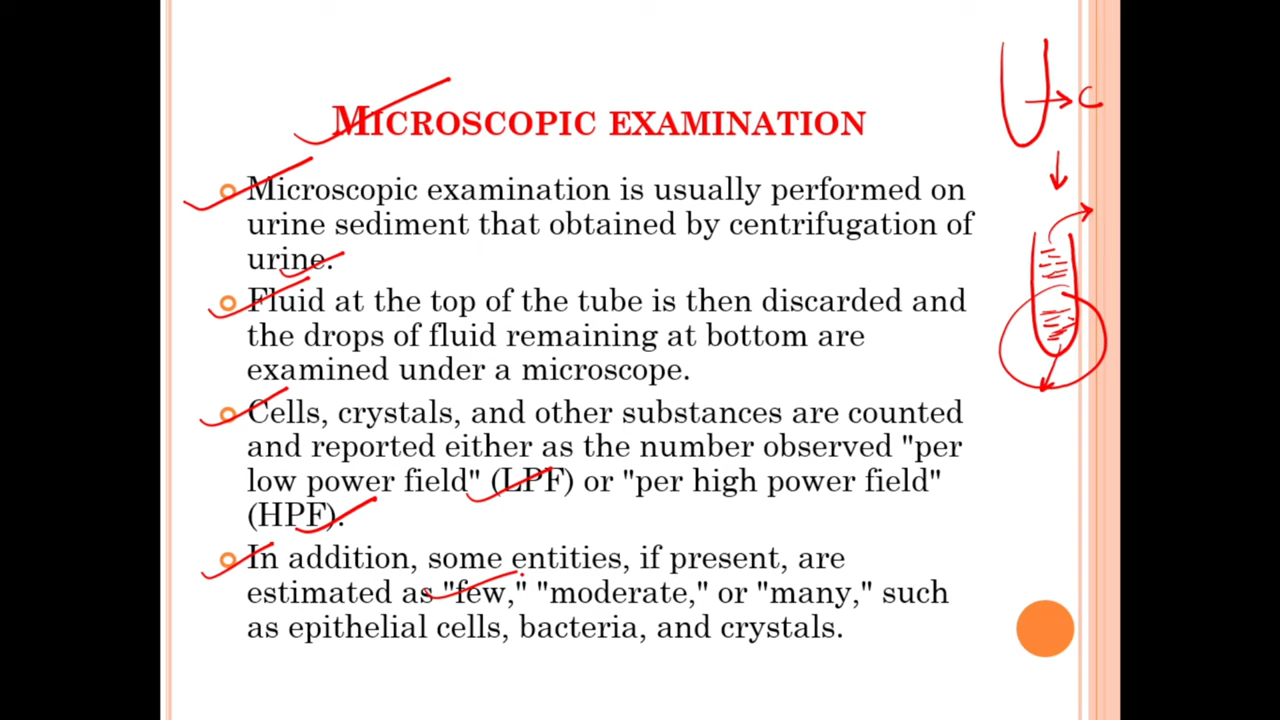 MICROSCOPIC EXAMINATION
Microscopic examination is usually performed on
urine sediment that obtained by centrifugation of
urine.
Fluid at the top of the tube is then discarded and
the drops of fluid remaining at bottom are
examined under a microscope.
Cells, crystals, and other substances are counted
and reported either as the number observed "per
low power field" (LPF) or "per high power field"
(HPF).
In addition, some entities, if present, are
estimated as "few," "moderate," or "many," such
as epithelial cells, bacteria, and crystals.
C